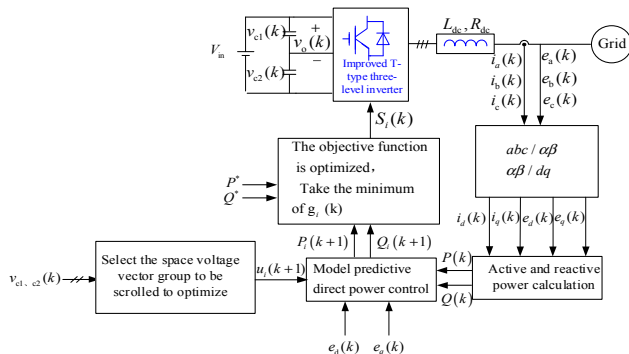 V_in
v_c1(k)
v_c2(k)
+
v_o(k)
−
Improved T-
type three-
level inverter
L_dc, R_dc
Grid
i_a(k)
i_b(k)
i_c(k)
e_a(k)
e_b(k)
e_c(k)
S_i(k)
abc / αβ
αβ / dq
The objective function
is optimized,
Take the minimum
of g_i (k)
P*
Q*
i_d(k) i_q(k) e_d(k) e_q(k)
P_i(k+1) Q_i(k+1)
Select the space voltage
vector group to be
scrolled to optimize
v_c1、c2(k)
u_i(k+1)
Model predictive
direct power control
P(k)
Q(k)
Active and reactive
power calculation
e_d(k) e_q(k)